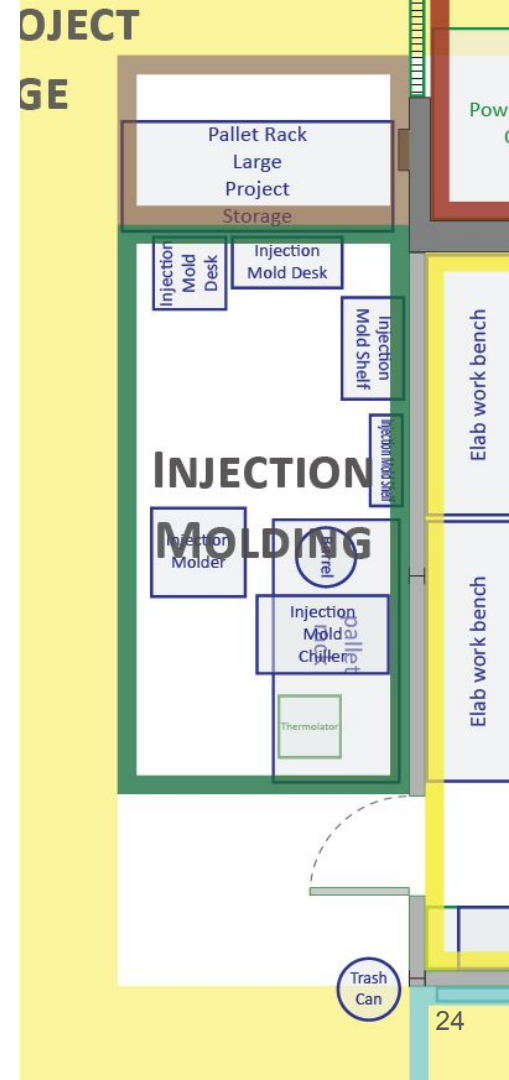 OJECT
GE
Pallet Rack
Large
Project
Storage
Injection
Mold
Desk
Injection
Mold Desk
Injection
Mold Shelf
Injection Mold Shelf
INJECTION
MOLDING
Injection
Molder
Barrel
pallet
rack
Injection
Mold
Chiller
Thermolator
Elab work bench
Elab work bench
Pow
Trash
Can
24